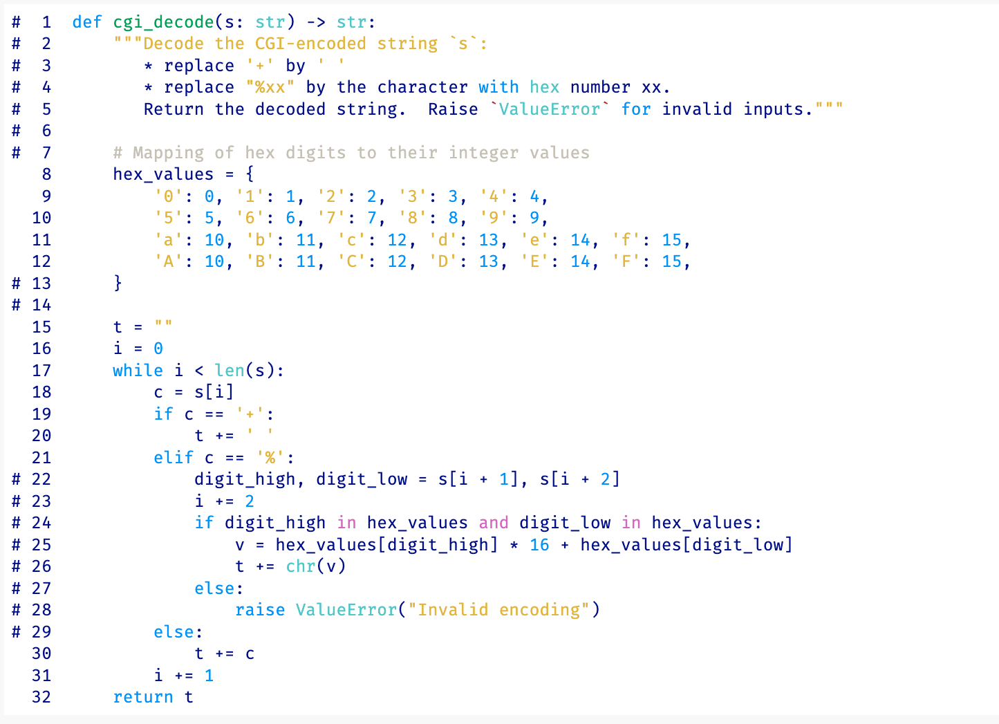 #  1  def cgi_decode(s: str) -> str:
#  2      """Decode the CGI-encoded string `s`:
#  3         * replace '+' by ' '
#  4         * replace "%xx" by the character with hex number xx.
#  5         Return the decoded string.  Raise `ValueError` for invalid inputs."""
#  6
#  7      # Mapping of hex digits to their integer values
   8      hex_values = {
   9          '0': 0, '1': 1, '2': 2, '3': 3, '4': 4,
  10          '5': 5, '6': 6, '7': 7, '8': 8, '9': 9,
  11          'a': 10, 'b': 11, 'c': 12, 'd': 13, 'e': 14, 'f': 15,
  12          'A': 10, 'B': 11, 'C': 12, 'D': 13, 'E': 14, 'F': 15,
# 13      }
# 14
  15      t = ""
  16      i = 0
  17      while i < len(s):
  18          c = s[i]
  19          if c == '+':
  20              t += ' '
  21          elif c == '%':
# 22              digit_high, digit_low = s[i + 1], s[i + 2]
# 23              i += 2
# 24              if digit_high in hex_values and digit_low in hex_values:
# 25                  v = hex_values[digit_high] * 16 + hex_values[digit_low]
# 26                  t += chr(v)
# 27              else:
# 28                  raise ValueError("Invalid encoding")
# 29          else:
  30              t += c
  31          i += 1
  32      return t